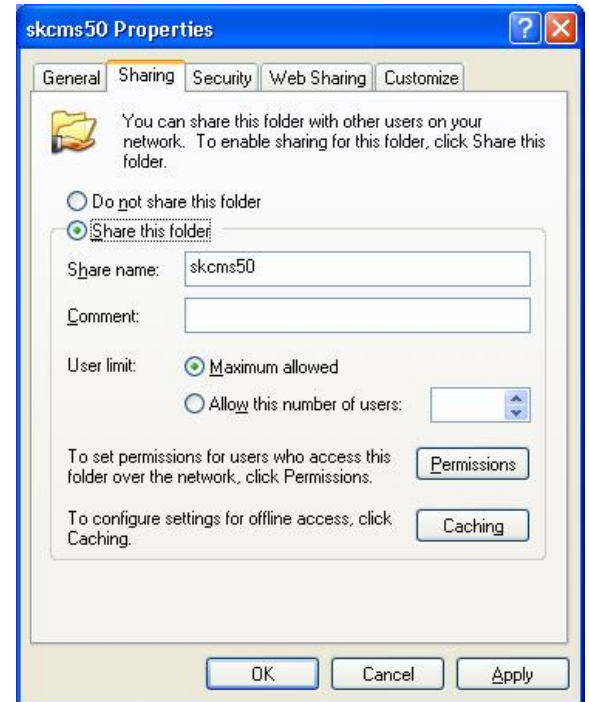 skcms50 Properties
General Sharing Security Web Sharing Customize
You can share this folder with other users on your
network. To enable sharing for this folder, click Share this
folder.
Do not share this folder
Share this folder
Share name: skcms50
Comment:
User limit: Maximum allowed
Allow this number of users:
To set permissions for users who access this
folder over the network, click Permissions.
Permissions
To configure settings for offline access, click
Caching.
Caching
OK Cancel Apply